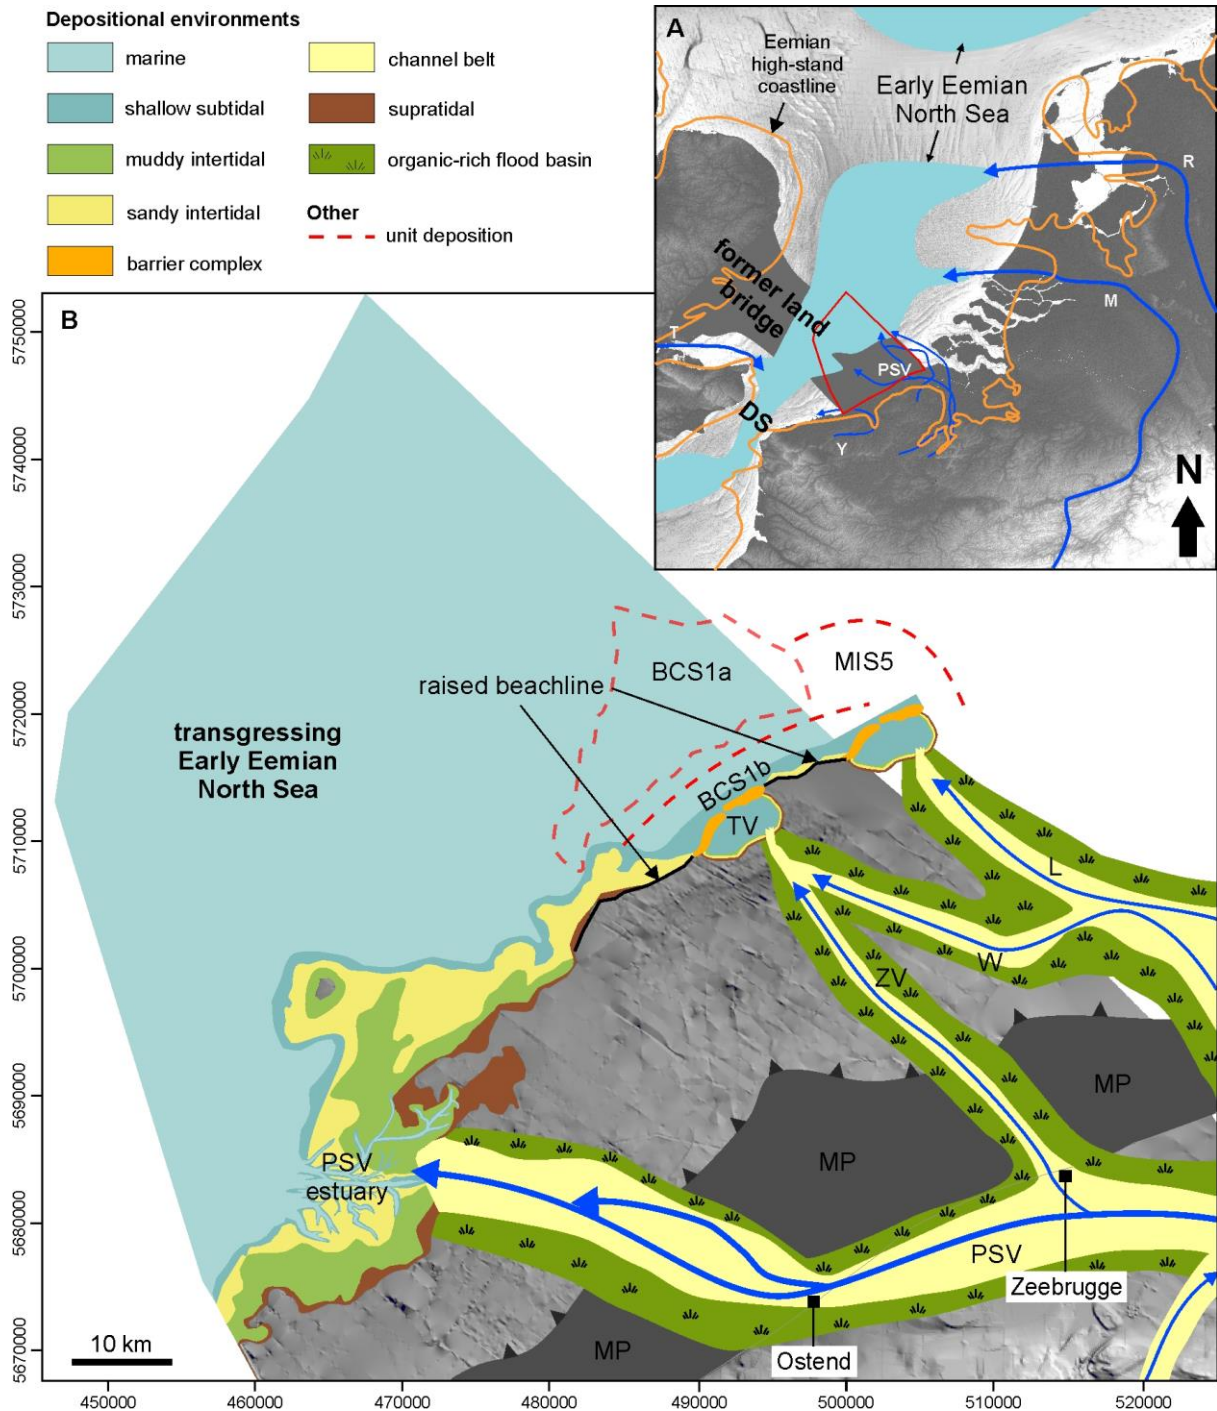 Depositional environments
marine
shallow subtidal
muddy intertidal
sandy intertidal
barrier complex
channel belt
supratidal
organic-rich flood basin
Other
unit deposition
A
Eemian
high-stand
coastline
Early Eemian
North Sea
R
former land
bridge
M
T
PSV
DS
Y
N
B
BCS1a
MIS5
raised beachline
transgressing
Early Eemian
North Sea
BCS1b
TV
L
W
ZV
MP
MP
PSV
estuary
PSV
Zeebrugge
MP
Ostend
10 km
5750000
5740000
5730000
5720000
5710000
5700000
5690000
5680000
5670000
450000
460000
470000
480000
490000
500000
510000
520000